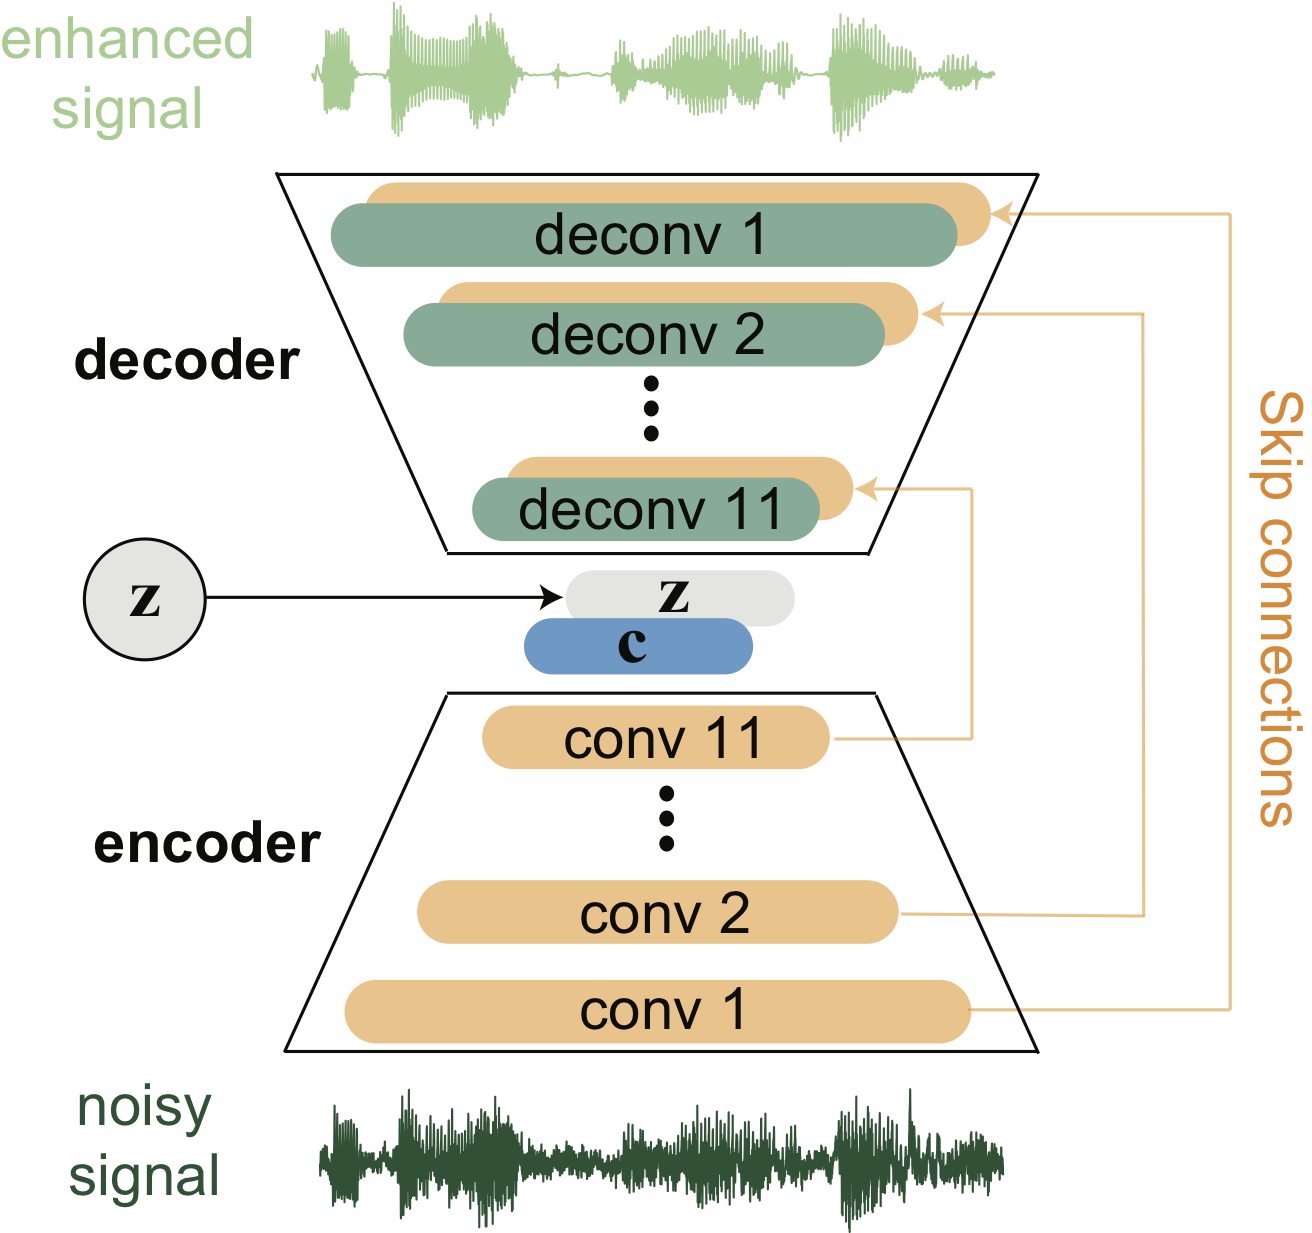 enhanced
signal
deconv 1
deconv 2
decoder
deconv 11
z
z
c
conv 11
encoder
conv 2
conv 1
Skip connections
noisy
signal